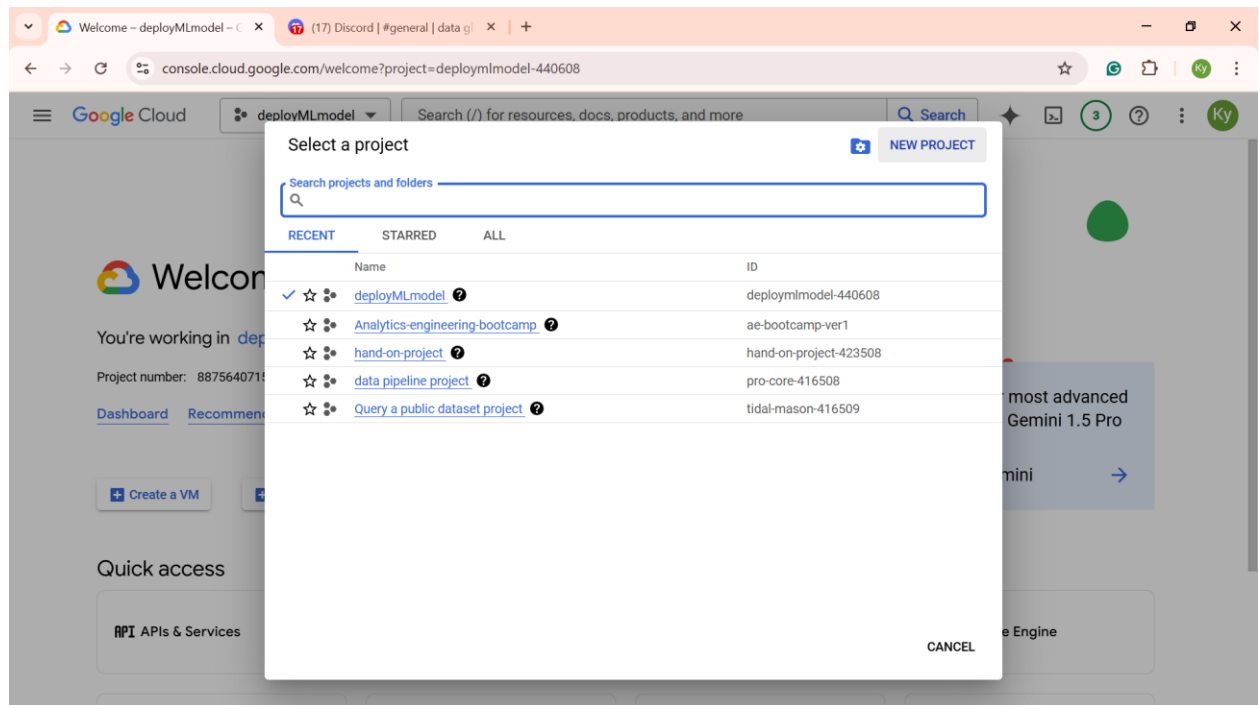 Welcome – deployMLmodel –
(17) Discord | #general | data g
console.cloud.google.com/welcome?project=deploymlmodel-440608
Ky
Google Cloud
deployMLmodel
Search (/) for resources, docs, products, and more
Search
3
Ky
Select a project
NEW PROJECT
Search projects and folders
RECENT STARRED ALL
Name ID
deployMLmodel deploymlmodel-440608
Analytics-engineering-bootcamp ae-bootcamp-ver1
hand-on-project hand-on-project-423508
data pipeline project pro-core-416508
Query a public dataset project tidal-mason-416509
CANCEL
Welcon
You're working in dep
Project number: 887564071
Dashboard Recommen
Create a VM
most advanced
Gemini 1.5 Pro
mini
Quick access
API APIs & Services
e Engine